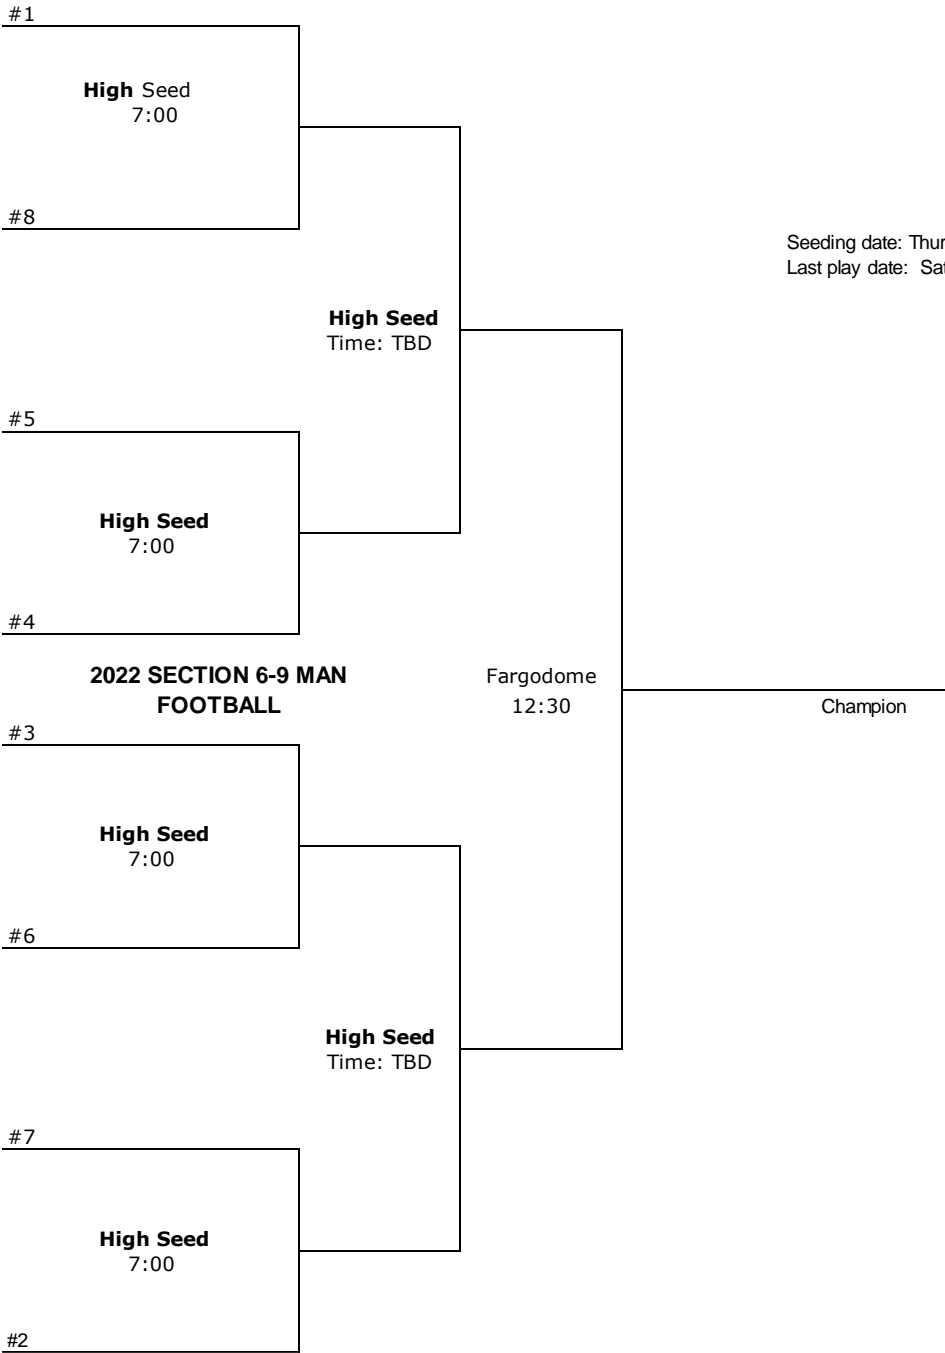 #1
High Seed
7:00
#8
Seeding date: Thur
Last play date: Sat
High Seed
Time: TBD
#5
High Seed
7:00
#4
2022 SECTION 6-9 MAN
FOOTBALL
Fargodome
12:30
Champion
#3
High Seed
7:00
#6
High Seed
Time: TBD
#7
High Seed
7:00
#2